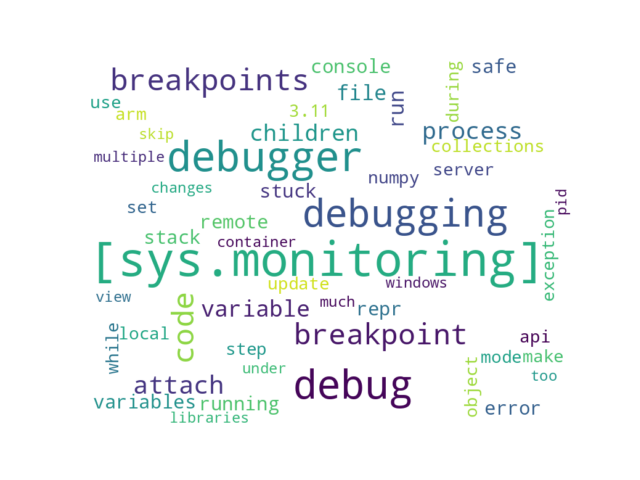 console
safe
breakpoints
during
file
use
run
3.11
arm
children
process
skip
collections
multiple
debugger
server
numpy
changes
stuck
pid
set
debugging
remote
exception
stack
container
[sys.monitoring]
update
windows
view
code
variable
much
repr
while
local
breakpoint
api
step
mode
make
object
under
too
attach
debug
variables
running
error
libraries